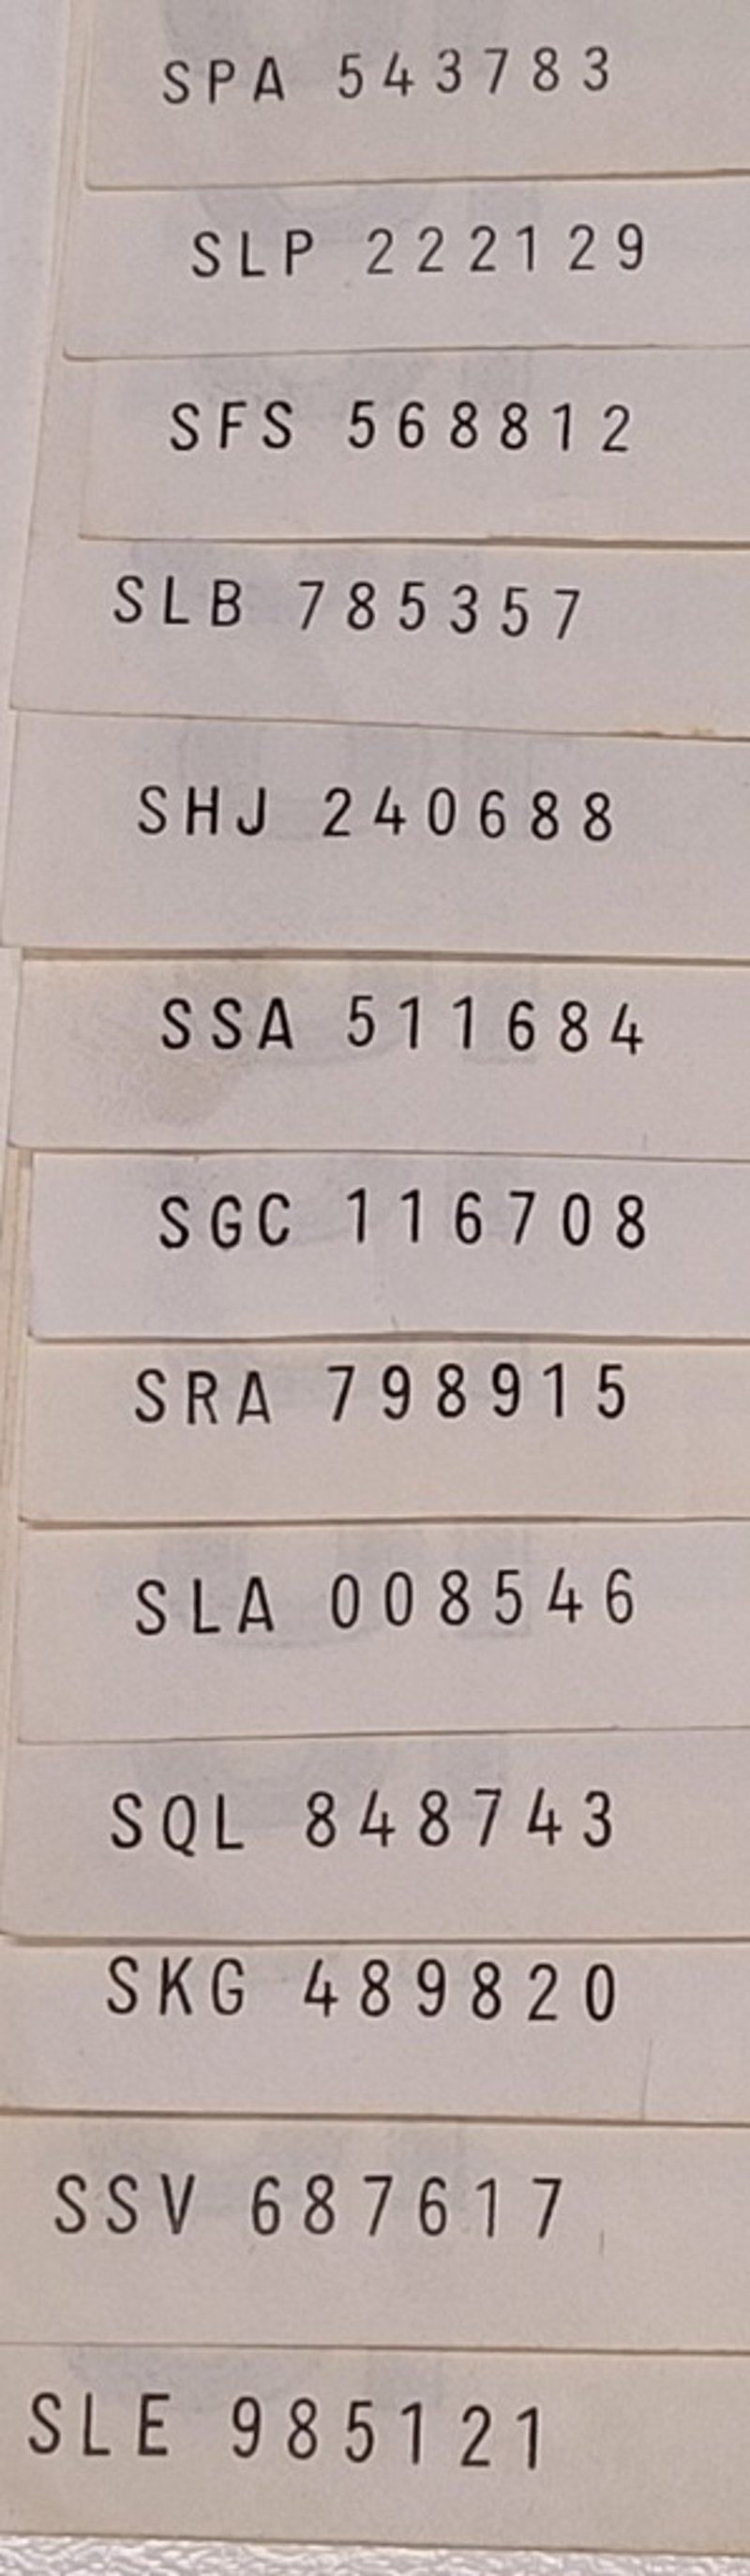 SPA 543783
SLP 222129
SFS 568812
SLB 785357
SHJ 240688
SSA 511684
SGC 116708
SRA 798915
SLA 008546
SQL 848743
SKG 489820
SSV 687617
SLE 985121